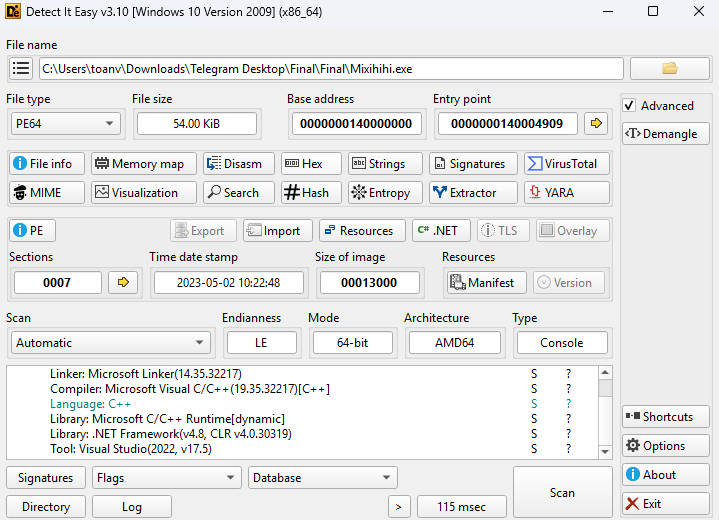 Detect It Easy v3.10 [Windows 10 Version 2009] (x86_64)
File name
C:\Users\toanv\Downloads\Telegram Desktop\Final\Final\Mixihihi.exe
File type File size Base address Entry point Advanced
PE64 54.00 KiB 0000000140000000 0000000140004909
Demangle
File info Memory map Disasm Hex Strings Signatures VirusTotal
MIME Visualization Search Hash Entropy Extractor YARA
PE Export Import Resources .NET TLS Overlay
Sections Time date stamp Size of image Resources
0007 2023-05-02 10:22:48 00013000 Manifest Version
Scan Endianness Mode Architecture Type
Automatic LE 64-bit AMD64 Console
Linker: Microsoft Linker(14.35.32217) S ?
Compiler: Microsoft Visual C/C++(19.35.32217)[C++] S ?
Language: C++ S ?
Library: Microsoft C/C++ Runtime[dynamic] S ?
Library: .NET Framework(v4.8, CLR v4.0.30319) S ?
Tool: Visual Studio(2022, v17.5) S ?
Shortcuts
Options
About
Exit
Signatures Flags Database Scan
Directory Log > 115 msec